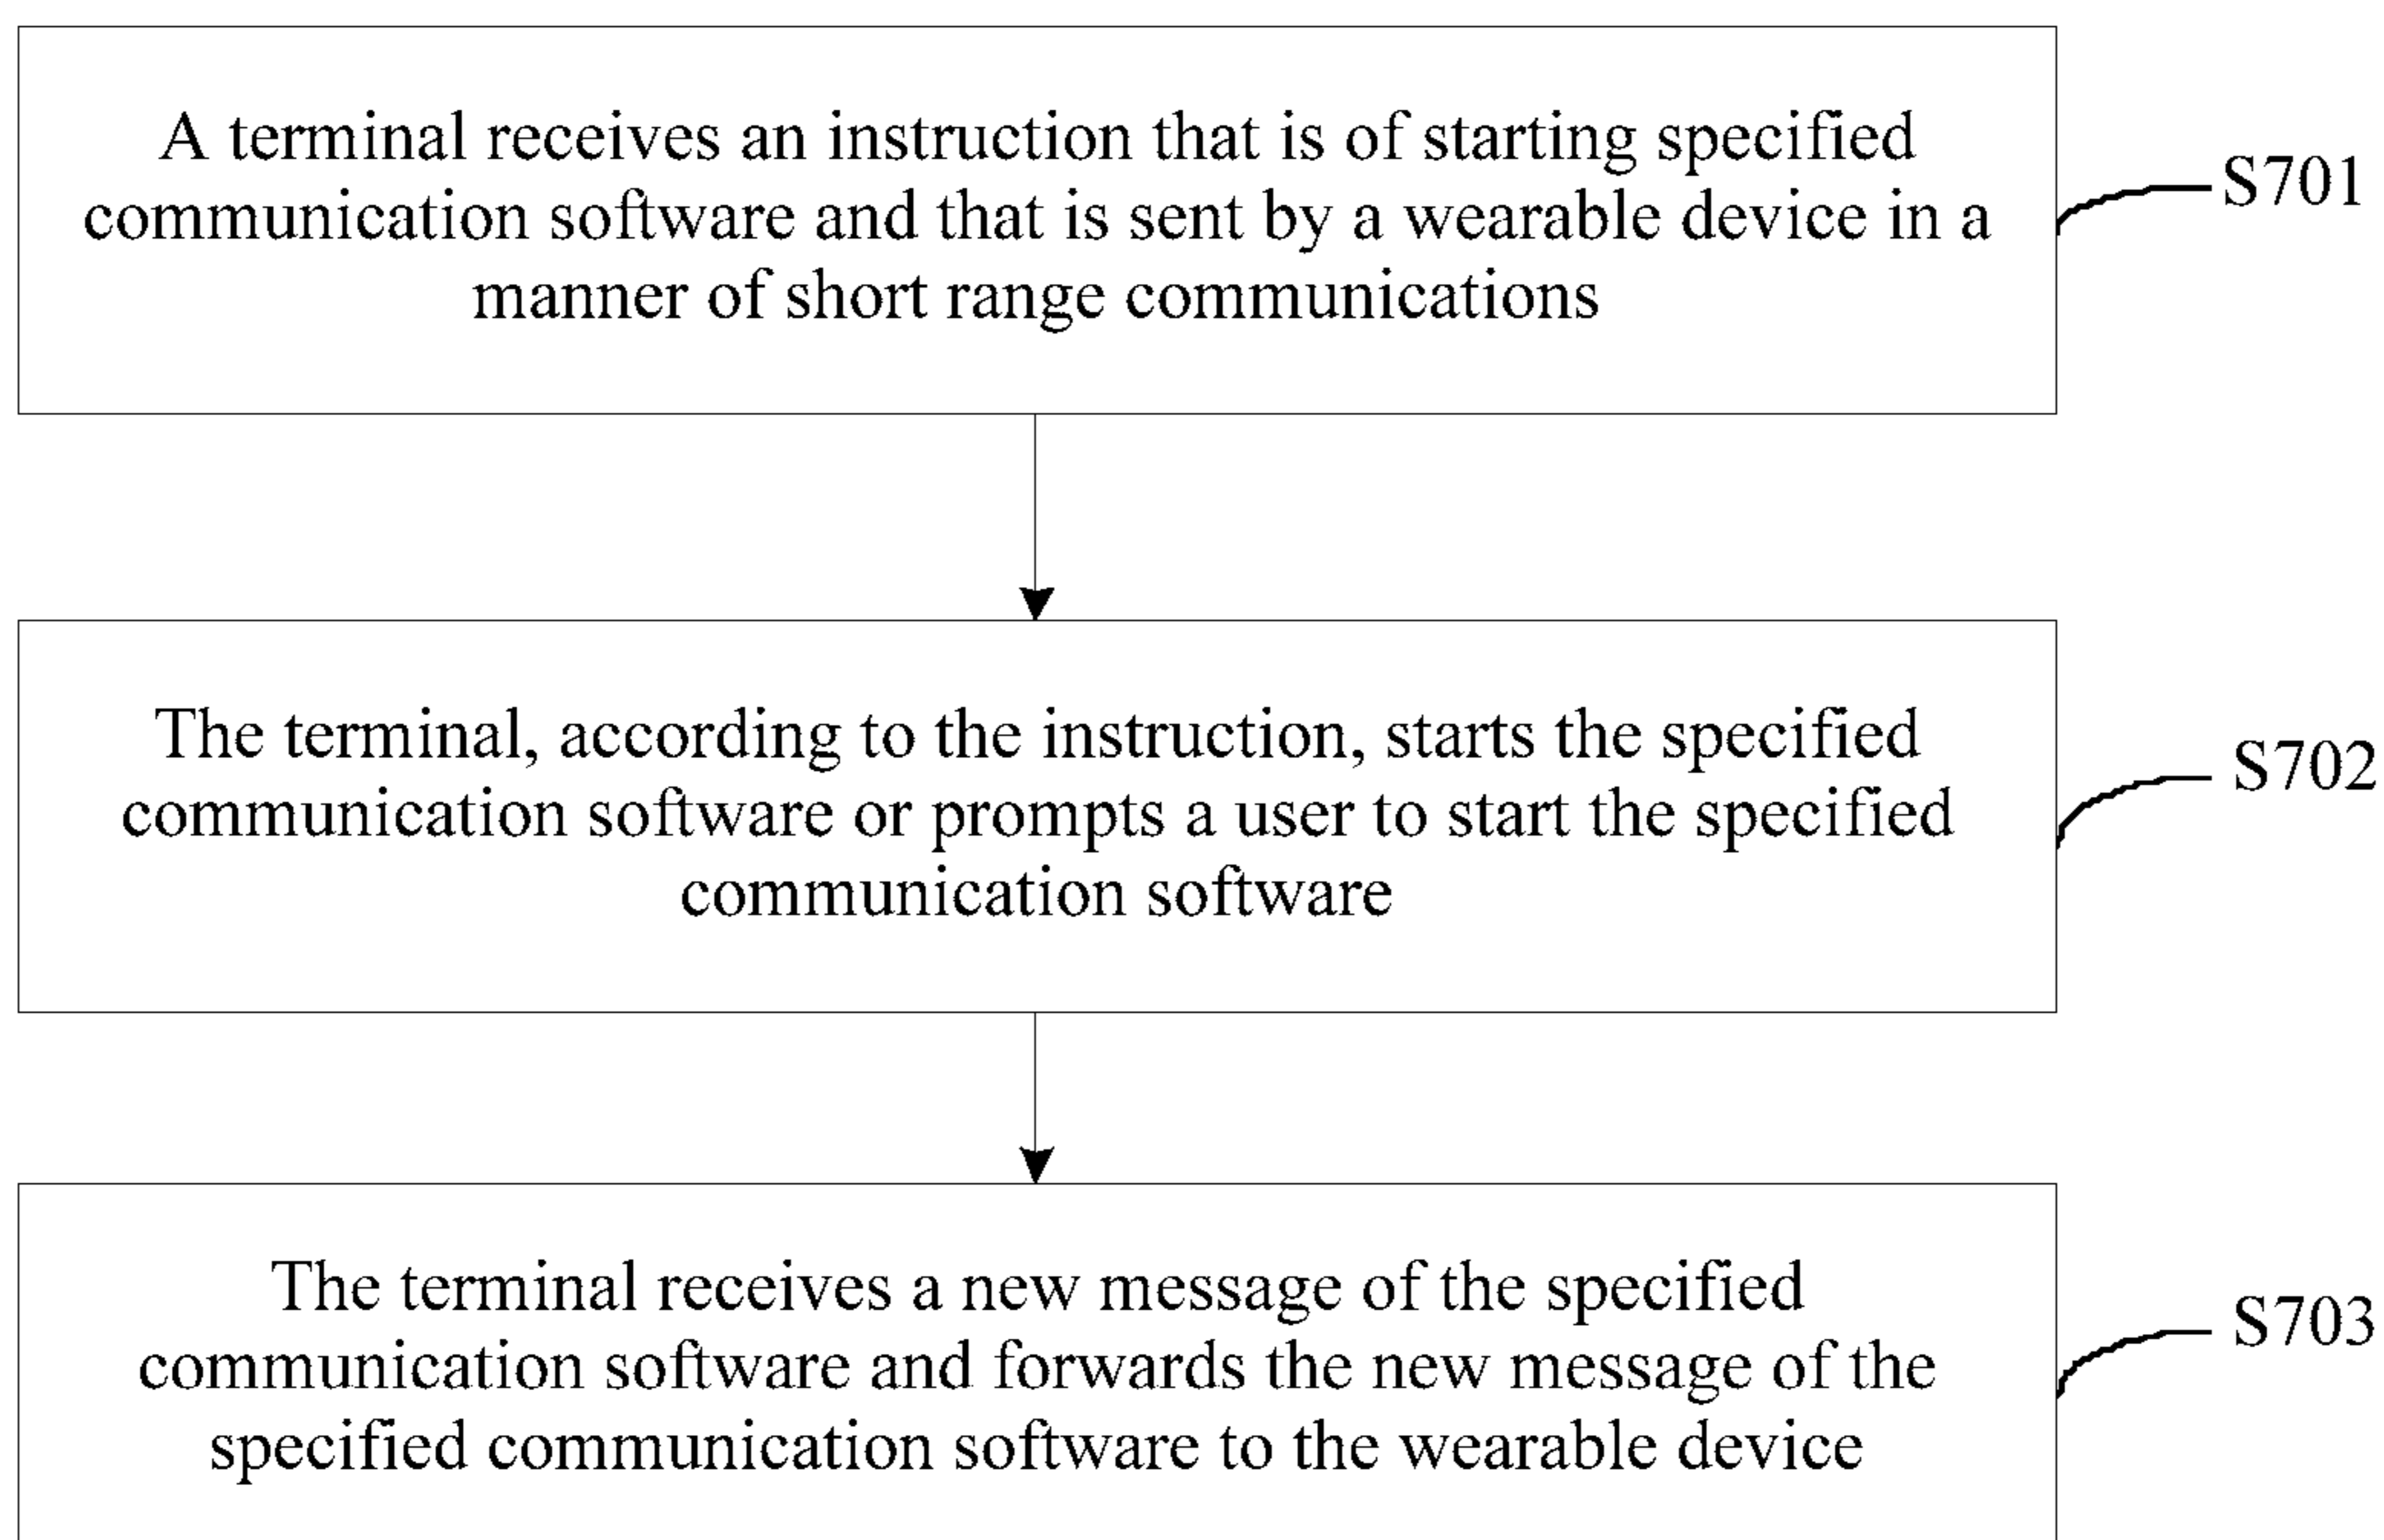 A terminal receives an instruction that is of starting specified
communication software and that is sent by a wearable device in a
manner of short range communications
S701
The terminal, according to the instruction, starts the specified
communication software or prompts a user to start the specified
communication software
S702
The terminal receives a new message of the specified
communication software and forwards the new message of the
specified communication software to the wearable device
S703